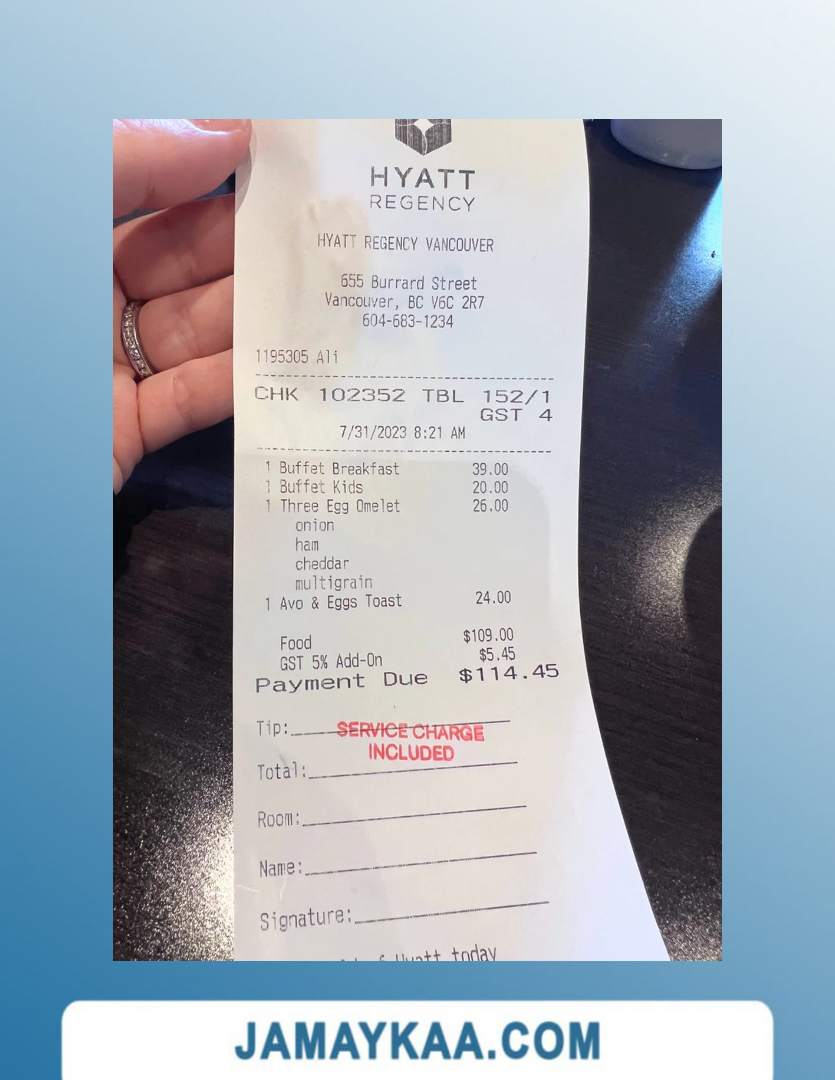 HYATT
REGENCY
HYATT REGENCY VANCOUVER
655 Burrard Street
Vancouver, BC V6C 2R7
604-683-1234
1195305 Ali
CHK 102352 TBL 152/1
GST 4
7/31/2023 8:21 AM
1 Buffet Breakfast 39.00
1 Buffet Kids 20.00
1 Three Egg Omelet 26.00
onion
ham
cheddar
multigrain
1 Avo & Eggs Toast 24.00
Food $109.00
GST 5% Add-On $5.45
Payment Due $114.45
Tip:
SERVICE CHARGE
INCLUDED
Total:
Room:
Name:
Signature:
Hyatt today
JAMAYKAA.COM